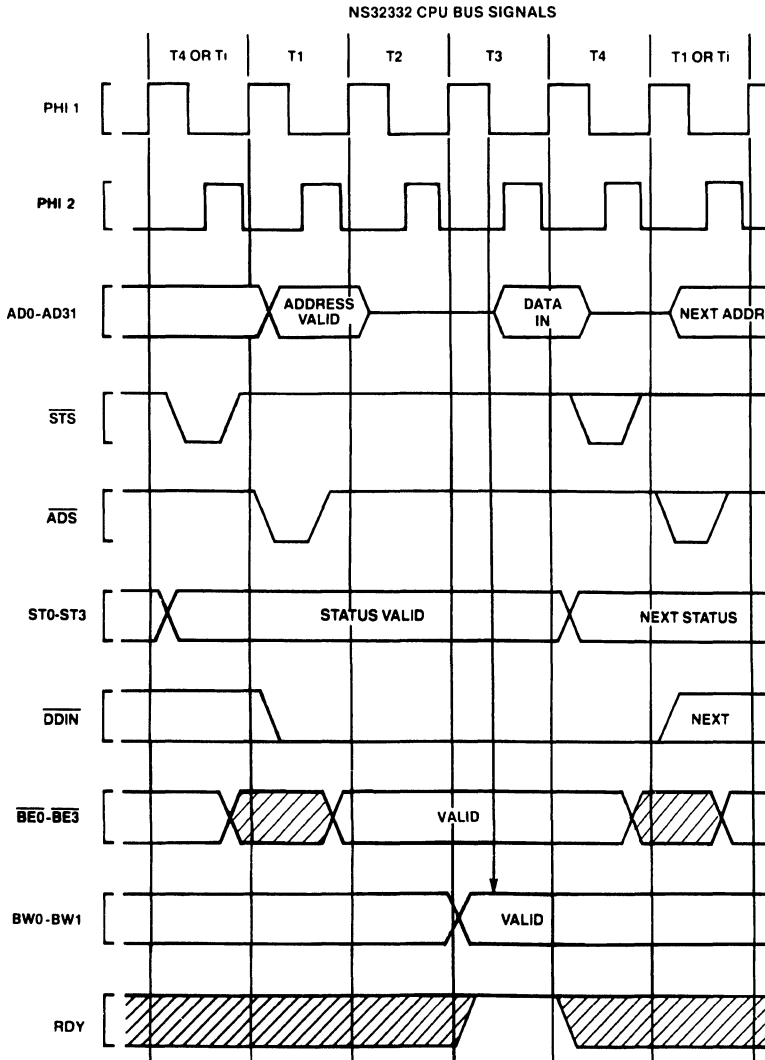 NS32332 CPU BUS SIGNALS
T4 OR Ti T1 T2 T3 T4 T1 OR Ti
PHI 1
PHI 2
AD0-AD31
ADDRESS
VALID
DATA
IN
NEXT ADDR
STS
ADS
ST0-ST3
STATUS VALID
NEXT STATUS
DDIN
NEXT
BE0-BE3
VALID
BW0-BW1
VALID
RDY